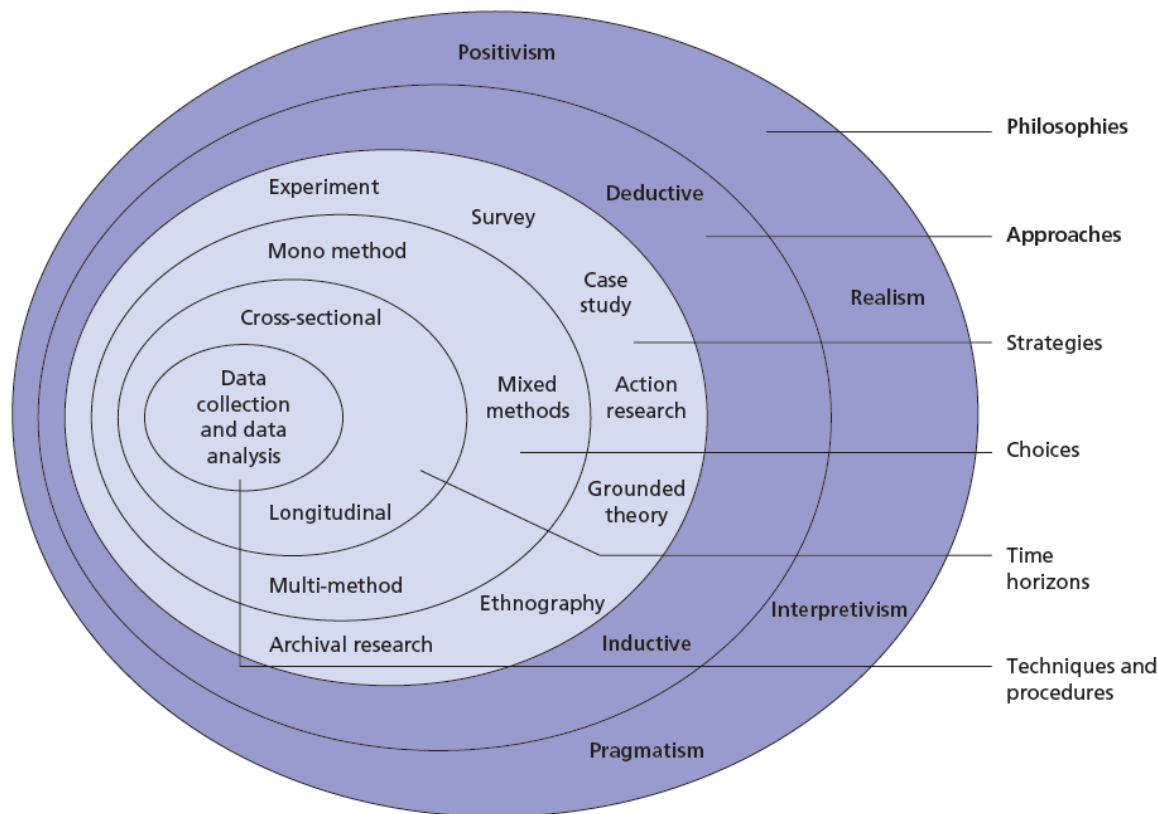 Positivism
Philosophies
Experiment
Deductive
Survey
Approaches
Mono method
Case
study
Realism
Cross-sectional
Strategies
Data
collection
and data
analysis
Mixed
methods
Action
research
Choices
Grounded
theory
Longitudinal
Time
horizons
Multi-method
Ethnography
Interpretivism
Archival research
Inductive
Techniques and
procedures
Pragmatism